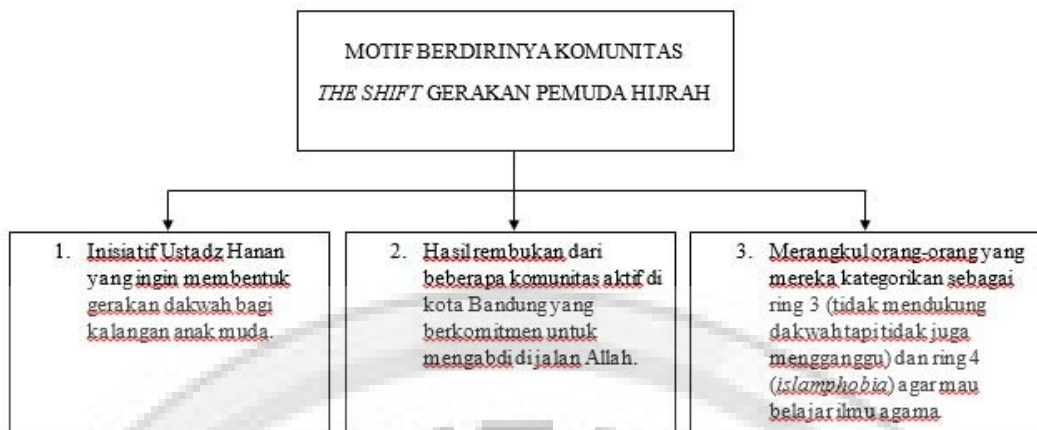 MOTIF BERDIRINYA KOMUNITAS
THE SHIFT GERAKAN PEMUDA HIJRAH
1. Inisiatif Ustadz Hanan
yang ingin membentuk
gerakan dakwah bagi
kalangan anak muda.
2. Hasil rembukan dari
beberapa komunitas aktif di
kota Bandung yang
berkomitmen untuk
mengabdi di jalan Allah.
3. Merangkul orang-orang yang
mereka kategorikan sebagai
ring 3 (tidak mendukung
dakwah tapi tidak juga
mengganggu) dan ring 4
(islamphobia) agar mau
belajar ilmu agama